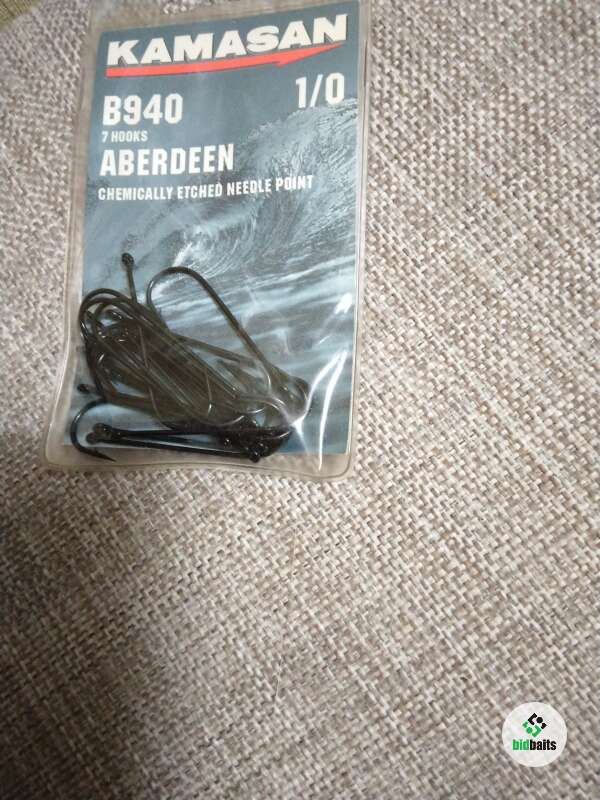 KAMASAN
B940 1/0
7 HOOKS
ABERDEEN
CHEMICALLY ETCHED NEEDLE POINT
bidbaits